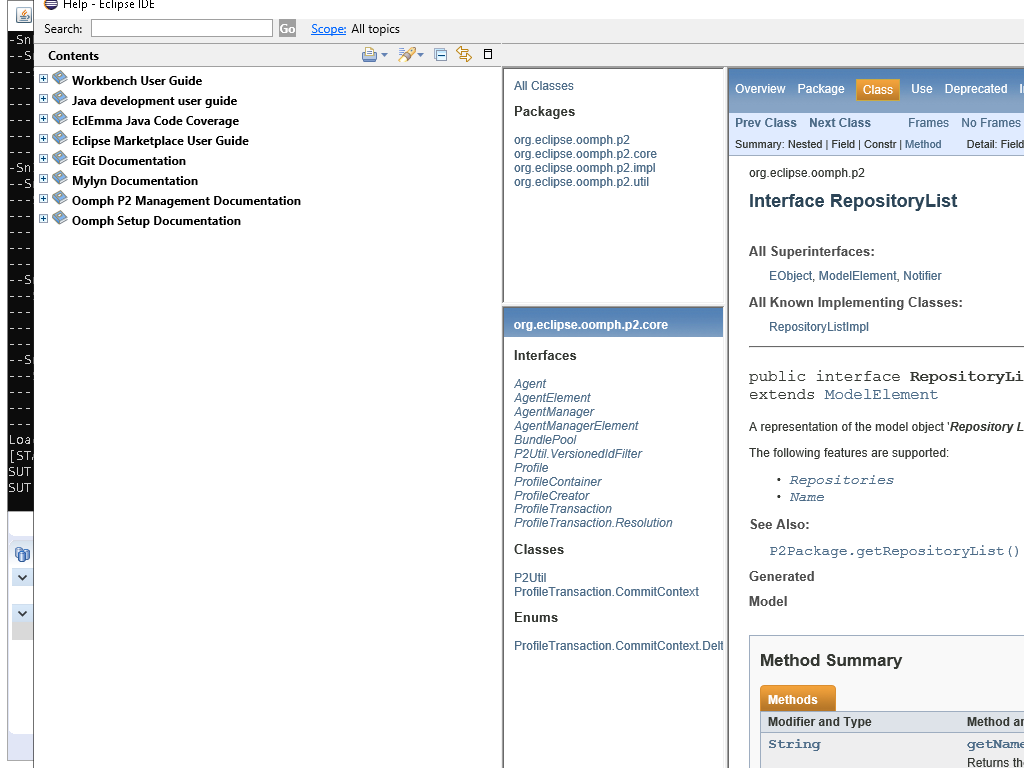 Help - Eclipse IDE
Search:
Go
Scope: All topics
Contents
Workbench User Guide
Java development user guide
EclEmma Java Code Coverage
Eclipse Marketplace User Guide
EGit Documentation
Mylyn Documentation
Oomph P2 Management Documentation
Oomph Setup Documentation
All Classes
Packages
org.eclipse.oomph.p2
org.eclipse.oomph.p2.core
org.eclipse.oomph.p2.impl
org.eclipse.oomph.p2.util
org.eclipse.oomph.p2.core
Interfaces
Agent
AgentElement
AgentManager
AgentManagerElement
BundlePool
P2Util.VersionedIdFilter
Profile
ProfileContainer
ProfileCreator
ProfileTransaction
ProfileTransaction.Resolution
Classes
P2Util
ProfileTransaction.CommitContext
Enums
ProfileTransaction.CommitContext.Delt
Overview Package Class Use Deprecated
Prev Class Next Class Frames No Frames
Summary: Nested | Field | Constr | Method Detail: Field
org.eclipse.oomph.p2
Interface RepositoryList
All Superinterfaces:
EObject, ModelElement, Notifier
All Known Implementing Classes:
RepositoryListImpl
public interface RepositoryLi
extends ModelElement
A representation of the model object 'Repository L
The following features are supported:
• Repositories
• Name
See Also:
P2Package.getRepositoryList()
Generated
Model
Method Summary
Methods
Modifier and Type Method an
String getName
Returns th
-Sn
--S
-Sn
--S
--S
--S
Loa
[STA
SUT
SUT